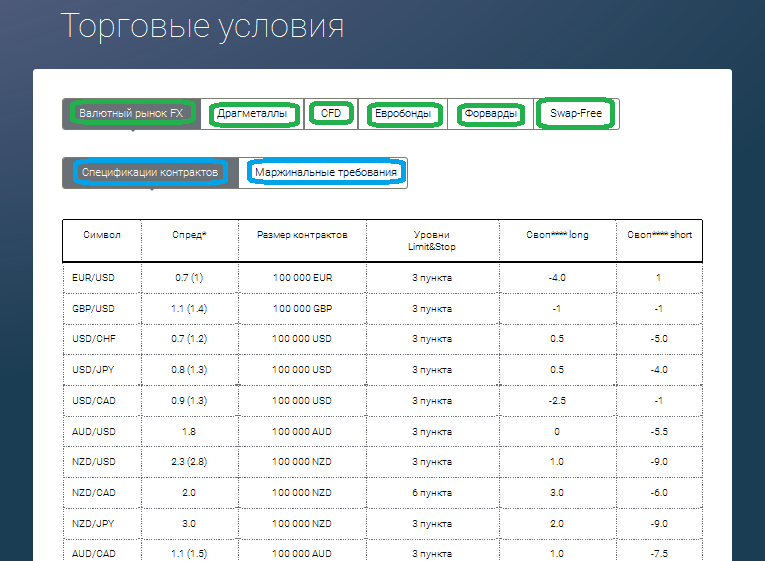 Торговые условия
Валютный рынок FX Драгметаллы CFD Евробонды Форварды Swap-Free
Спецификации контрактов Маржинальные требования
Символ Спред* Размер контрактов Уровни Limit&Stop Своп**** long Своп**** short
EUR/USD 0.7 (1) 100 000 EUR 3 пункта -4.0 1
GBP/USD 1.1 (1.4) 100 000 GBP 3 пункта -1 -1
USD/CHF 0.7 (1.2) 100 000 USD 3 пункта 0.5 -5.0
USD/JPY 0.8 (1.3) 100 000 USD 3 пункта 0.5 -4.0
USD/CAD 0.9 (1.3) 100 000 USD 3 пункта -2.5 -1
AUD/USD 1.8 100 000 AUD 3 пункта 0 -5.5
NZD/USD 2.3 (2.8) 100 000 NZD 3 пункта 1.0 -9.0
NZD/CAD 2.0 100 000 NZD 6 пункта 3.0 -6.0
NZD/JPY 3.0 100 000 NZD 3 пункта 2.0 -9.0
AUD/CAD 1.1 (1.5) 100 000 AUD 3 пункта 1.0 -7.5